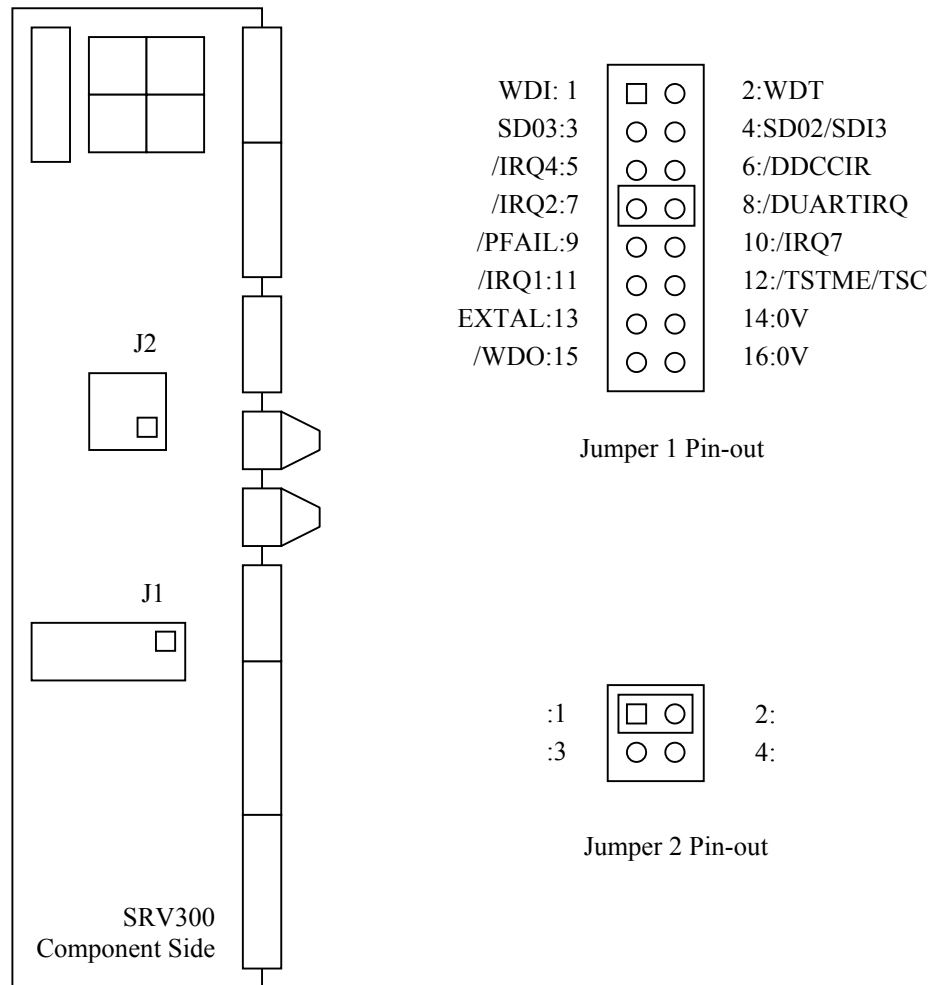 WDI: 1 2:WDT
SD03:3 4:SD02/SDI3
/IRQ4:5 6:/DDCCIR
/IRQ2:7 8:/DUARTIRQ
/PFAIL:9 10:/IRQ7
/IRQ1:11 12:/TSTME/TSC
EXTAL:13 14:0V
/WDO:15 16:0V
Jumper 1 Pin-out
J2
J1
:1 2:
:3 4:
Jumper 2 Pin-out
SRV300
Component Side